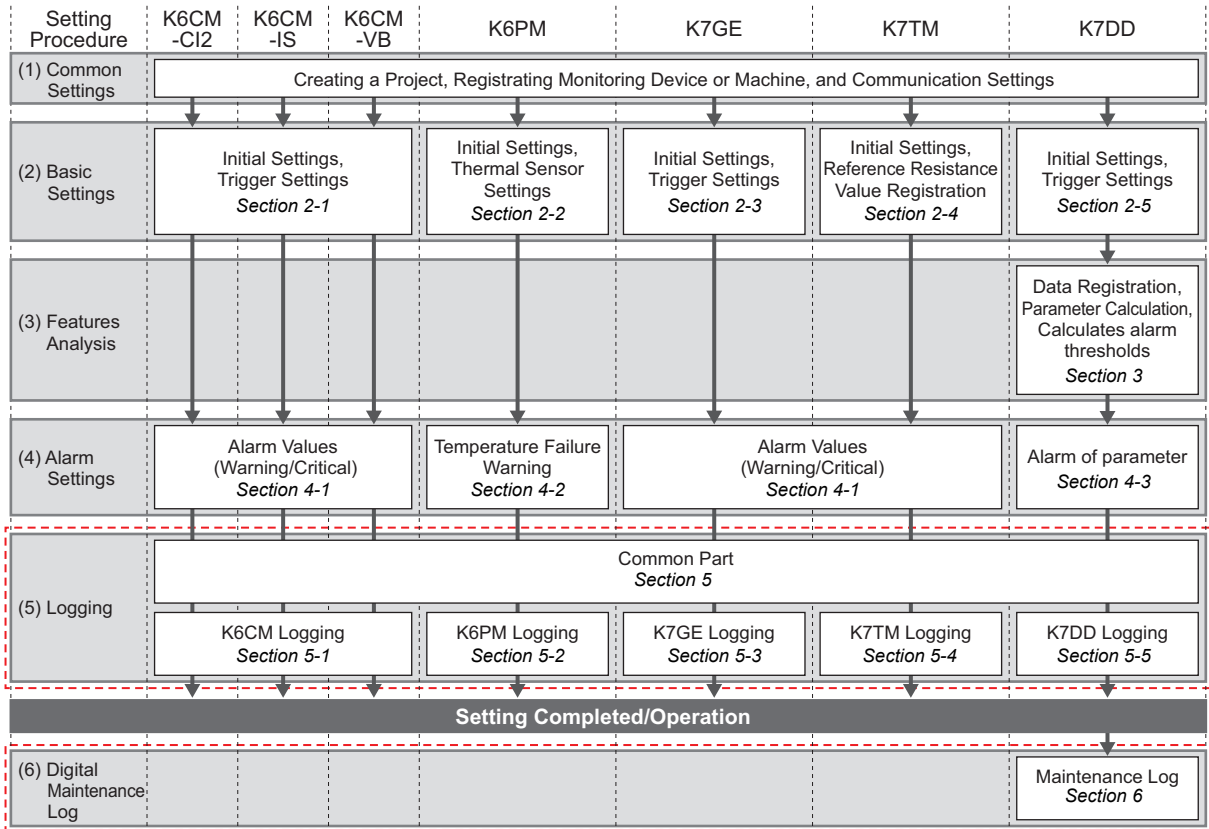 Setting
Procedure
K6CM
-CI2
K6CM
-IS
K6CM
-VB
K6PM
K7GE
K7TM
K7DD
(1) Common
Settings
Creating a Project, Registrating Monitoring Device or Machine, and Communication Settings
(2) Basic
Settings
Initial Settings,
Trigger Settings
Section 2-1
Initial Settings,
Thermal Sensor
Settings
Section 2-2
Initial Settings,
Trigger Settings
Section 2-3
Initial Settings,
Reference Resistance
Value Registration
Section 2-4
Initial Settings,
Trigger Settings
Section 2-5
(3) Features
Analysis
Data Registration,
Parameter Calculation,
Calculates alarm
thresholds
Section 3
(4) Alarm
Settings
Alarm Values
(Warning/Critical)
Section 4-1
Temperature Failure
Warning
Section 4-2
Alarm Values
(Warning/Critical)
Section 4-1
Alarm of parameter
Section 4-3
(5) Logging
Common Part
Section 5
K6CM Logging
Section 5-1
K6PM Logging
Section 5-2
K7GE Logging
Section 5-3
K7TM Logging
Section 5-4
K7DD Logging
Section 5-5
Setting Completed/Operation
(6) Digital
Maintenance
Log
Maintenance Log
Section 6